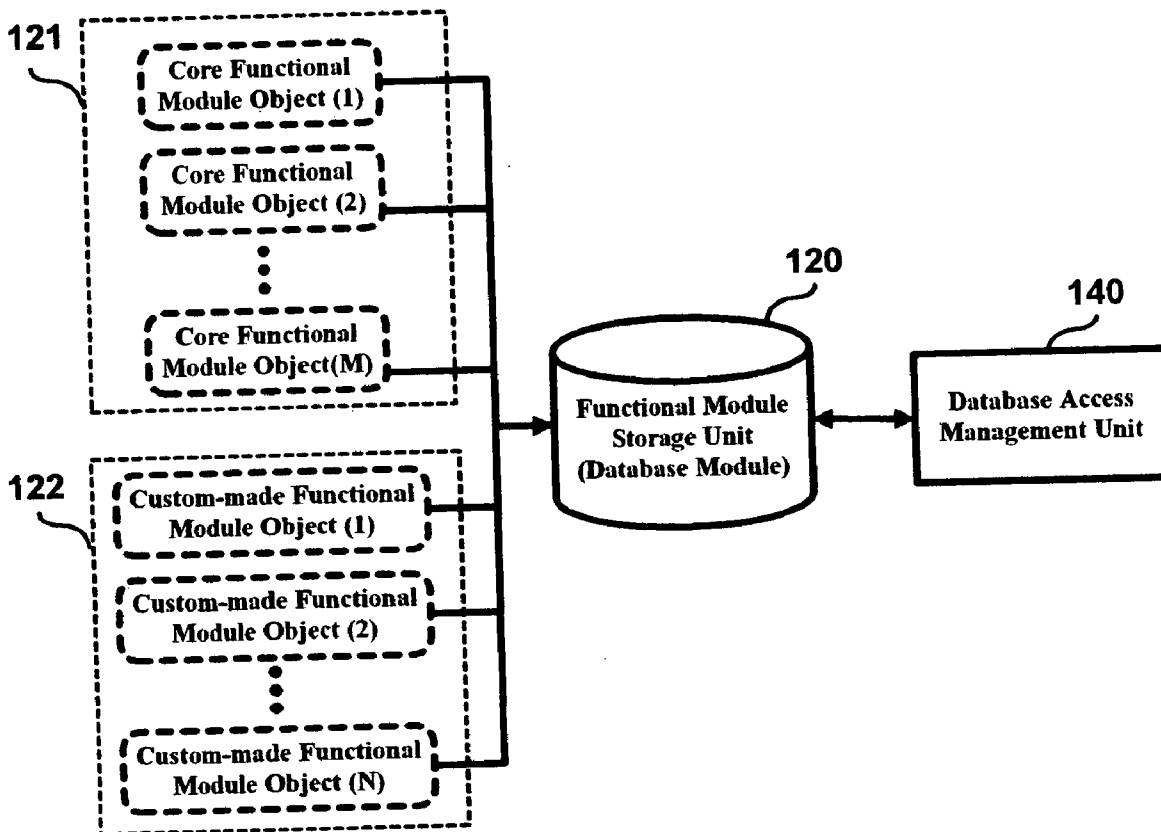 121
Core Functional
Module Object (1)
Core Functional
Module Object (2)
Core Functional
Module Object(M)
122
Custom-made Functional
Module Object (1)
Custom-made Functional
Module Object (2)
Custom-made Functional
Module Object (N)
120
Functional Module
Storage Unit
(Database Module)
140
Database Access
Management Unit